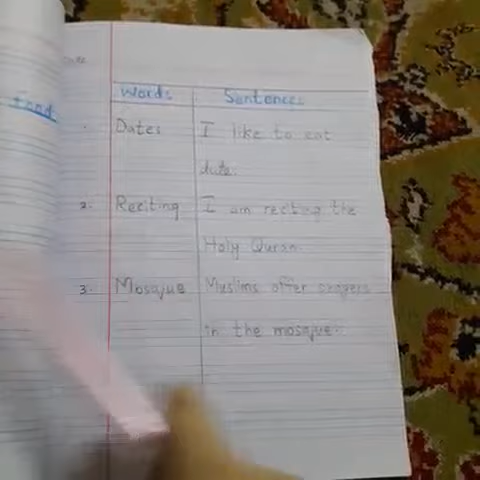 Words Sentences
Dates I like to eat
date.
2. Reciting I am reciting the
Holy Quran.
3. Mosque Muslims offer prayers
in the mosque.